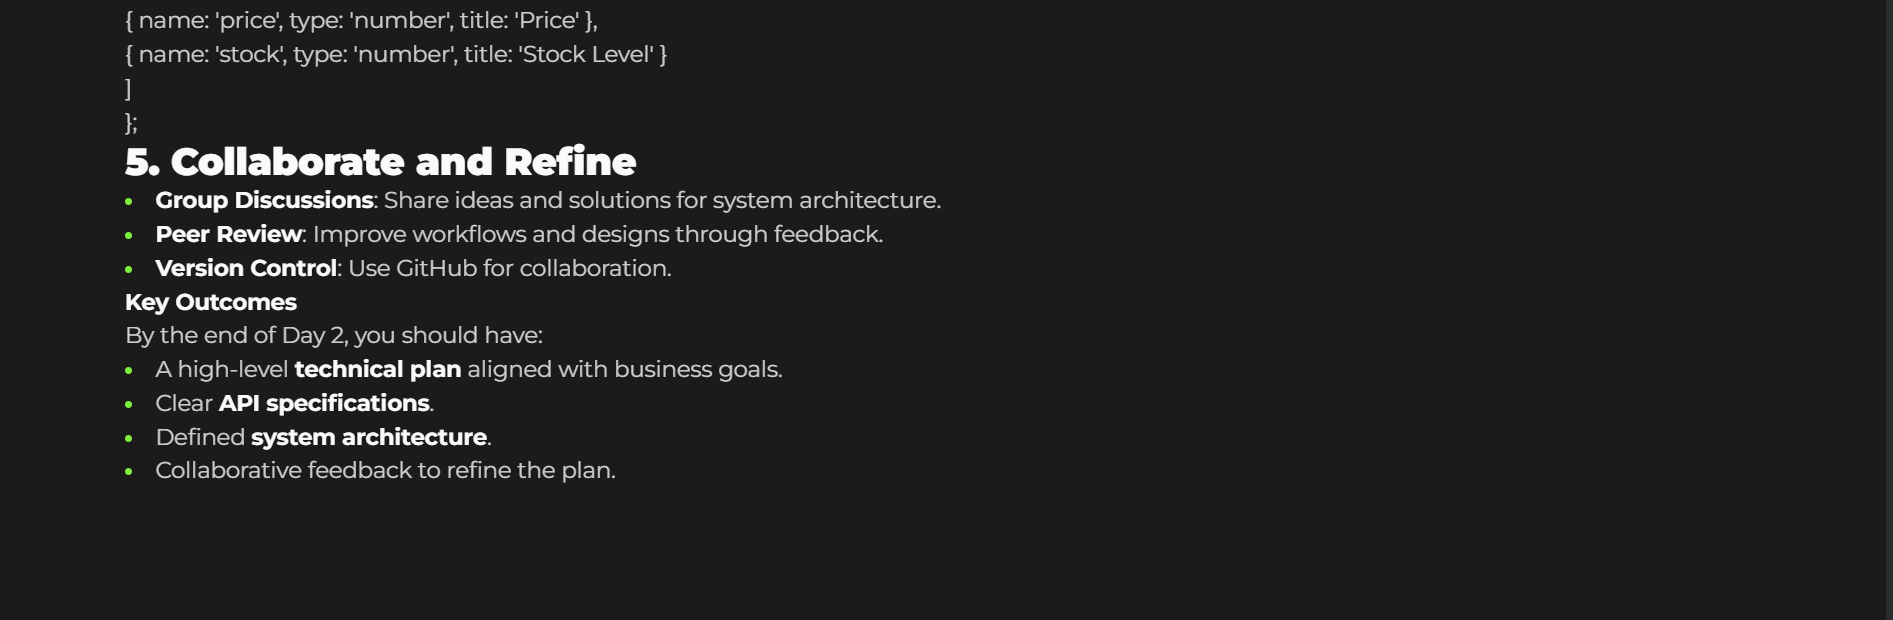 { name: 'price', type: 'number', title: 'Price' },
{ name: 'stock', type: 'number', title: 'Stock Level' }
]
};
5. Collaborate and Refine
• Group Discussions: Share ideas and solutions for system architecture.
• Peer Review: Improve workflows and designs through feedback.
• Version Control: Use GitHub for collaboration.
Key Outcomes
By the end of Day 2, you should have:
• A high-level technical plan aligned with business goals.
• Clear API specifications.
• Defined system architecture.
• Collaborative feedback to refine the plan.